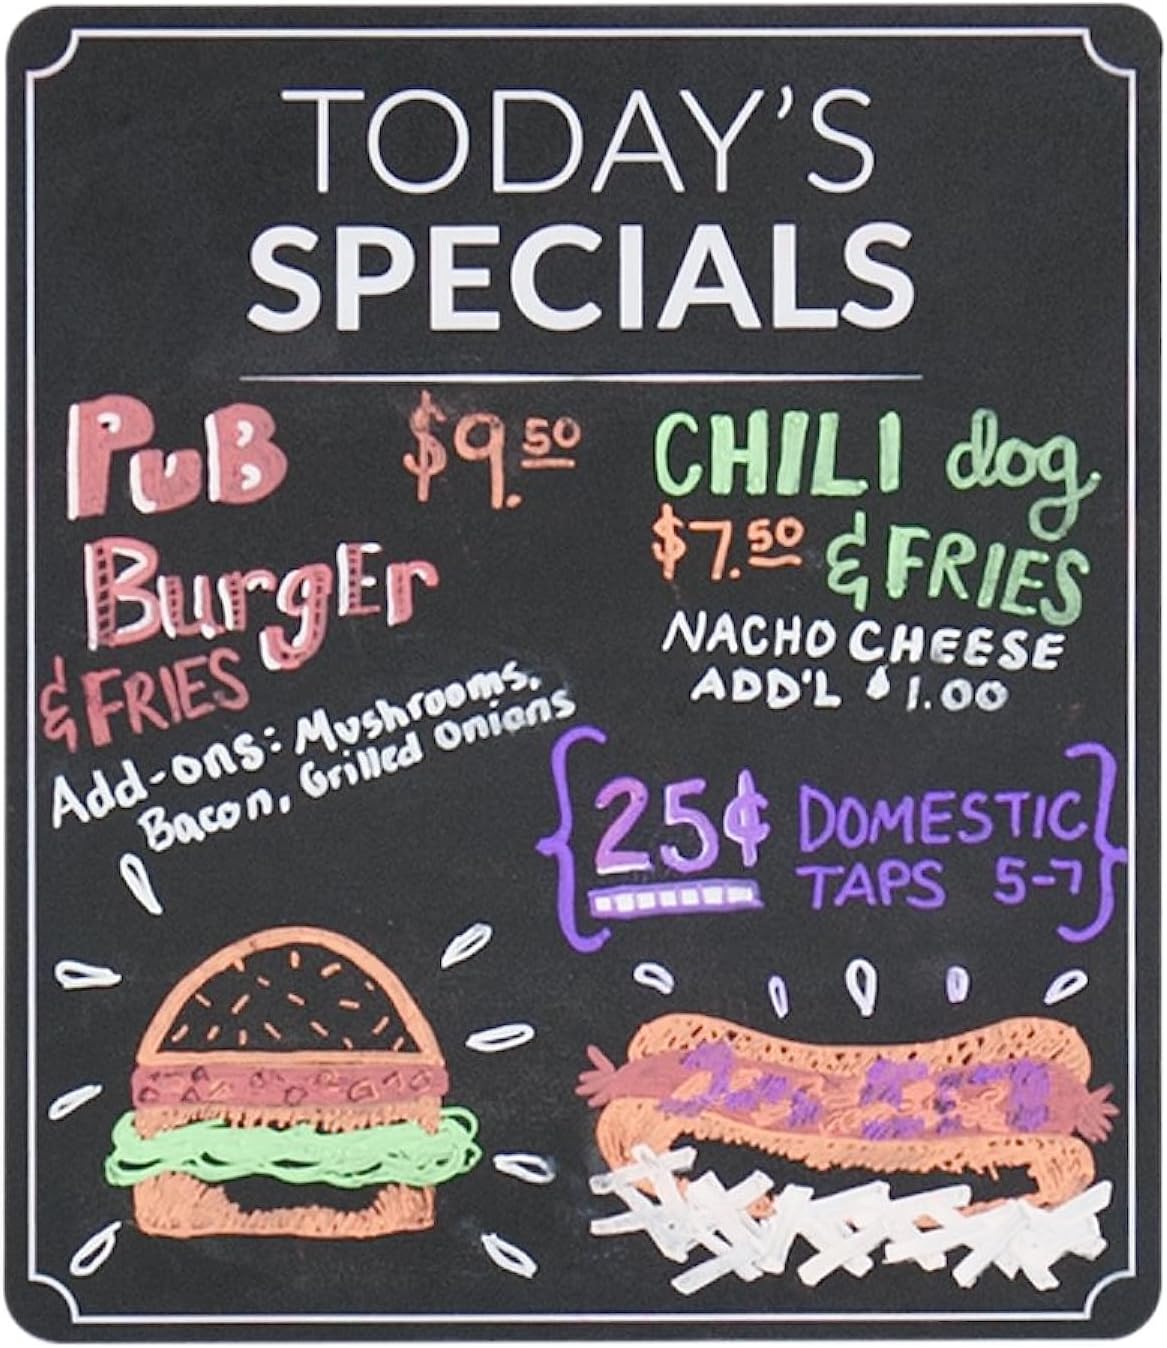 TODAY'S
SPECIALS
PuB $9.50
BurgEr
& FRIES
Add-ons: Mushrooms,
Bacon, Grilled onions
CHILI dog
$7.50 & FRIES
NACHO CHEESE
ADD'L $1.00
25¢ DOMESTIC
TAPS 5-7